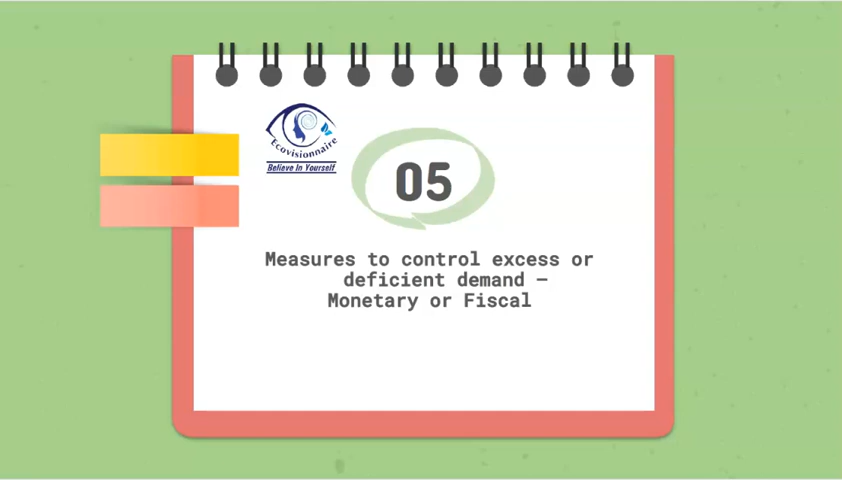 Ecovisionnaire
Believe In Yourself
05
Measures to control excess or
deficient demand –
Monetary or Fiscal